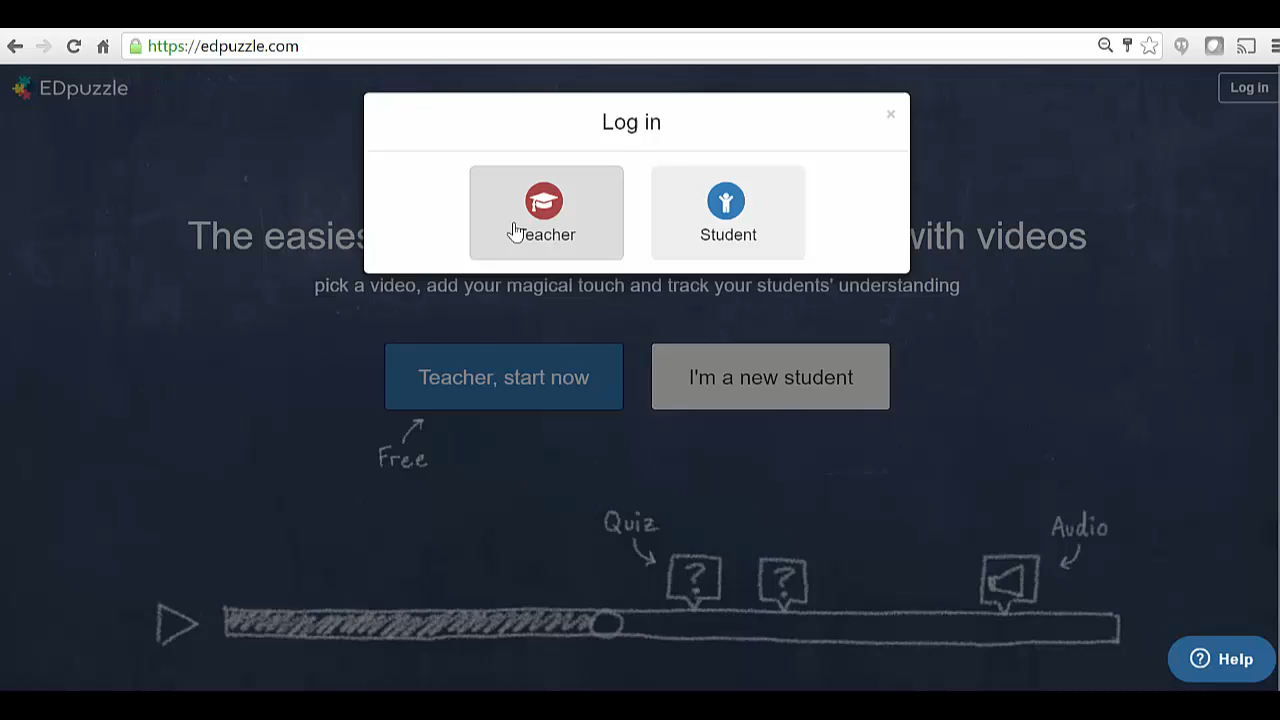 https://edpuzzle.com
EDpuzzle
Log in
Log in
Teacher
Student
The easies
with videos
pick a video, add your magical touch and track your students' understanding
Teacher, start now
I'm a new student
Free
Quiz
Audio
?
?
Help